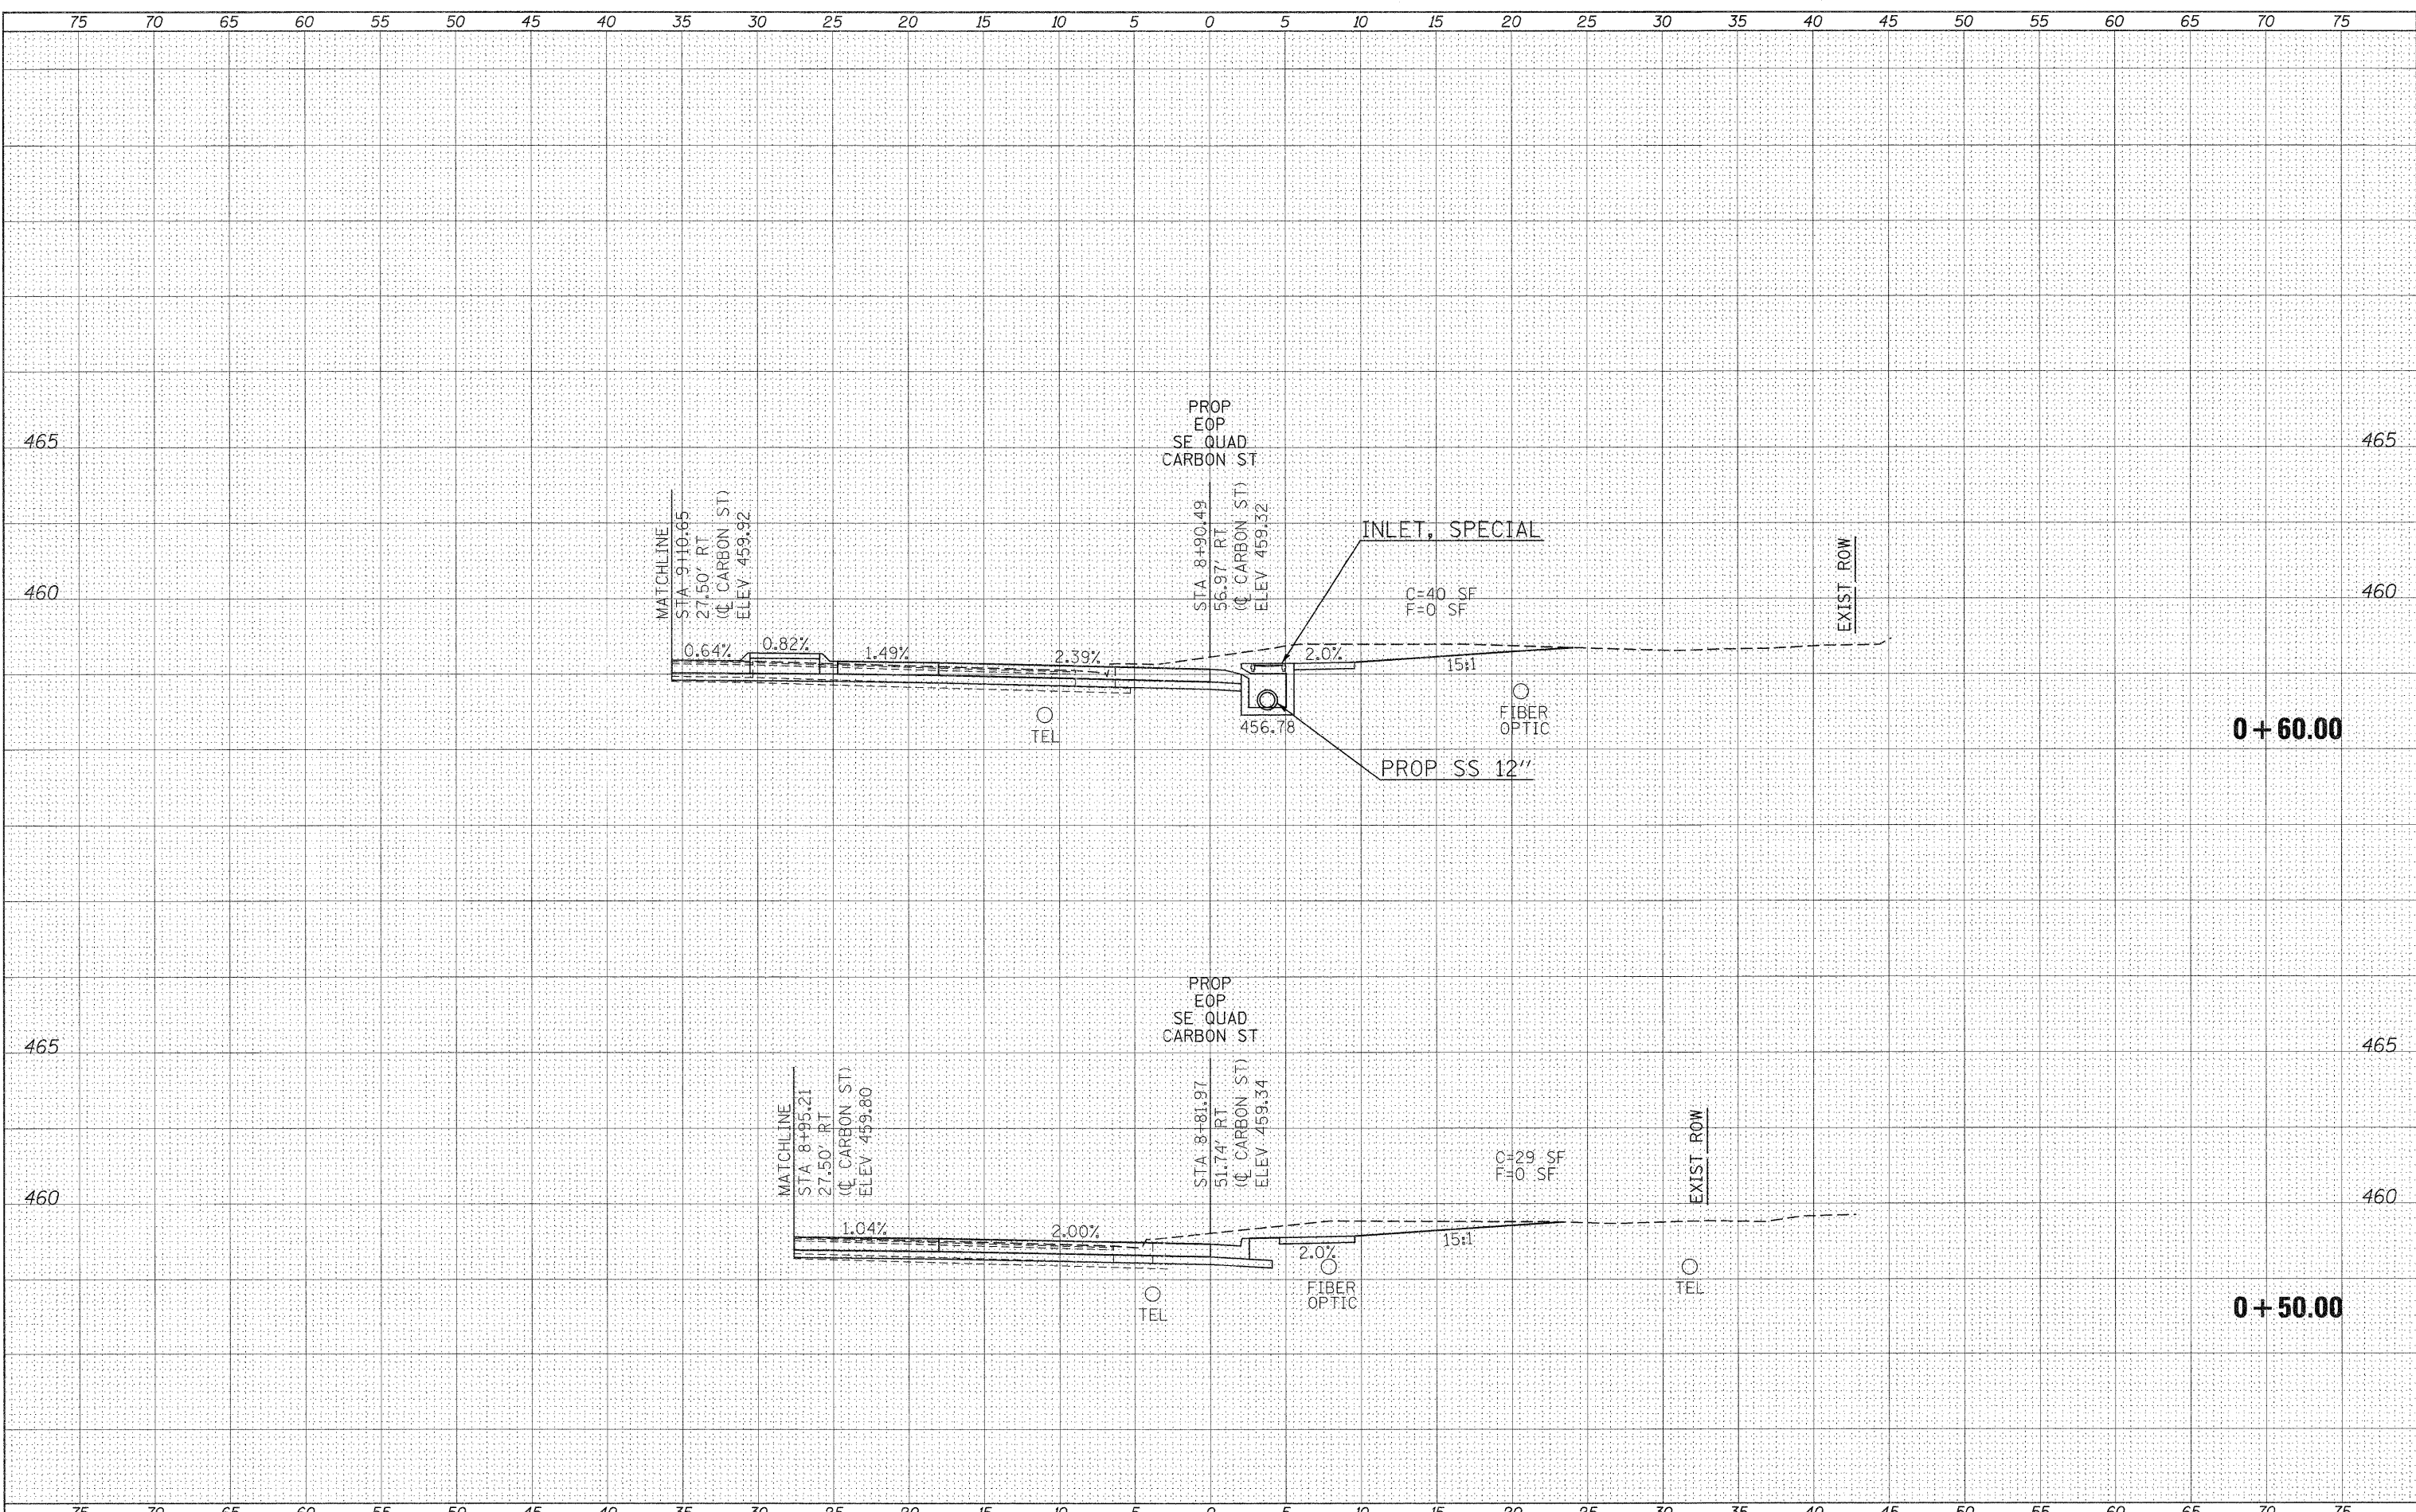 75 70 65 60 55 50 45 40 35 30 25 20 15 10 5 0 5 10 15 20 25 30 35 40 45 50 55 60 65 70 75
PROP
EOP
SE QUAD
CARBON ST
465
465
MATCHLINE
STA 9+10.65
27.50' RT
(℄ CARBON ST)
ELEV 459.92
STA 8+90.49
56.97' RT
(℄ CARBON ST)
ELEV 459.32
INLET, SPECIAL
EXIST ROW
460
C=40 SF
F=0 SF
460
0.64%
0.82%
1.49%
2.39%
2.0%
15:1
TEL
456.78
FIBER
OPTIC
0+60.00
PROP SS 12"
PROP
EOP
SE QUAD
CARBON ST
465
465
MATCHLINE
STA 8+95.21
27.50' RT
(℄ CARBON ST)
ELEV 459.80
STA 8+81.97
51.74' RT
(℄ CARBON ST)
ELEV 459.34
EXIST ROW
C=29 SF
F=0 SF
460
460
1.04%
2.00%
2.0%
15:1
TEL
FIBER
OPTIC
TEL
0+50.00
75 70 65 60 55 50 45 40 35 30 25 20 15 10 5 0 5 10 15 20 25 30 35 40 45 50 55 60 65 70 75